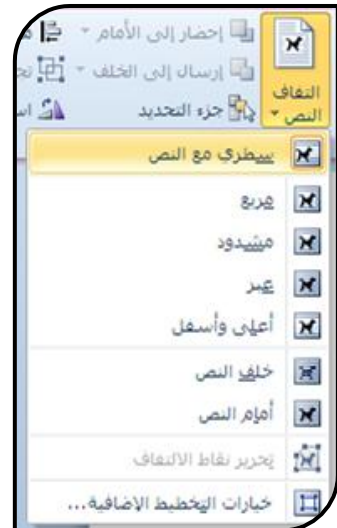 إحضار إلى الأمام
إرسال إلى الخلف
جزء التحديد
التفاف
النص
سطري مع النص
مربع
مشدود
عبر
أعلى وأسفل
خلف النص
أمام النص
تحرير نقاط الالتفاف
خيارات التخطيط الإضافية...